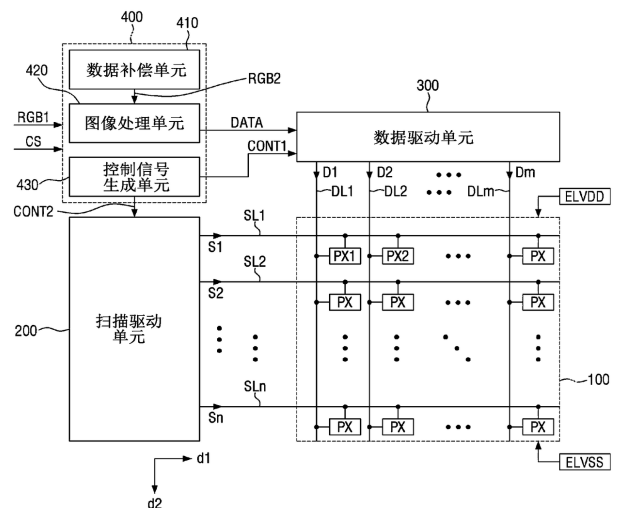 400
410
数据补偿单元
420
RGB2
RGB1
图像处理单元
DATA
300
数据驱动单元
CS
控制信号
生成单元
CONT1
430
CONT2
D1
D2
Dm
DL1
DL2
DLm
ELVDD
SL1
S1
PX1
PX2
PX
SL2
S2
PX
PX
PX
200
扫描驱动
单元
100
SLn
Sn
PX
PX
PX
ELVSS
d1
d2